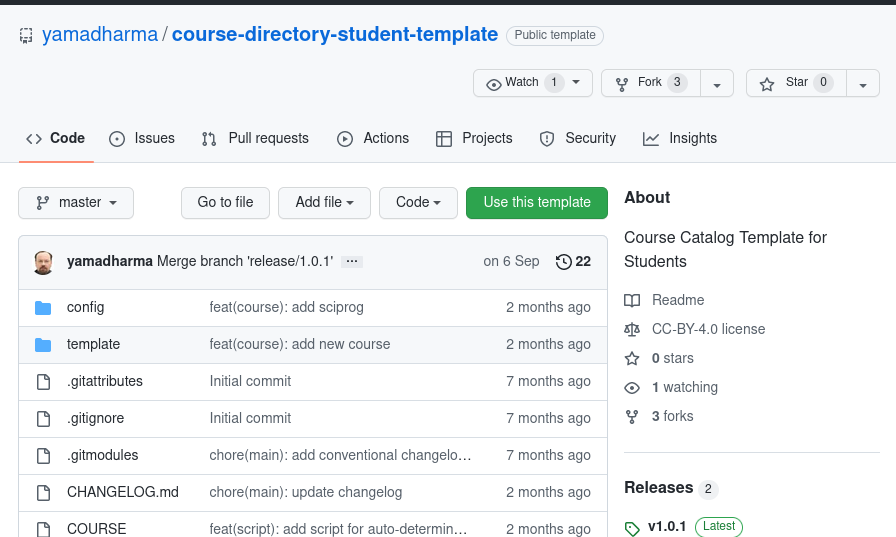 yamadharma / course-directory-student-template Public template
Watch 1 Fork 3 Star 0
Code Issues Pull requests Actions Projects Security Insights
master Go to file Add file Code Use this template
yamadharma Merge branch 'release/1.0.1' ... on 6 Sep 22
config feat(course): add sciprog 2 months ago
template feat(course): add new course 2 months ago
.gitattributes Initial commit 7 months ago
.gitignore Initial commit 7 months ago
.gitmodules chore(main): add conventional changelo… 7 months ago
CHANGELOG.md chore(main): update changelog 2 months ago
COURSE feat(script): add script for auto-determin… 2 months ago
About
Course Catalog Template for
Students
Readme
CC-BY-4.0 license
0 stars
1 watching
3 forks
Releases 2
v1.0.1 Latest